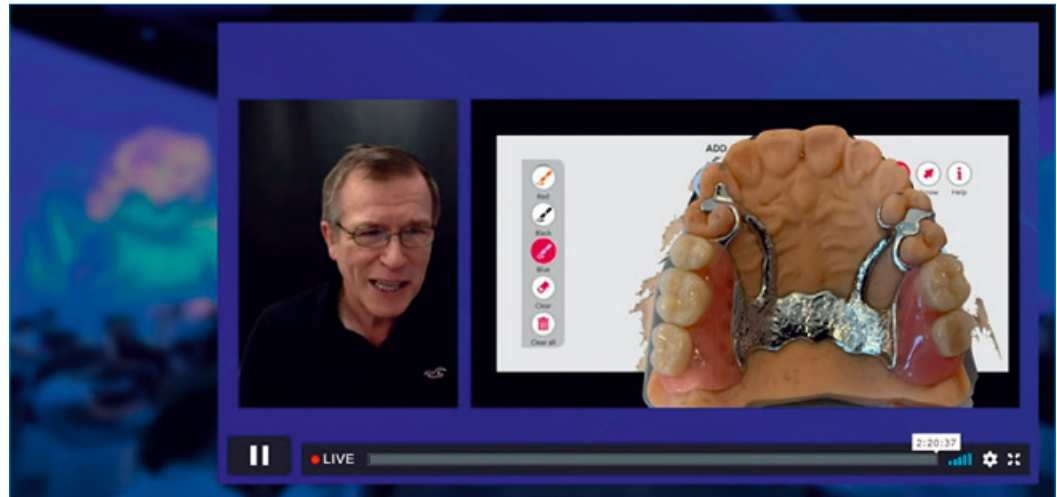 ADD
Red
Black
Blue
Clear
Clear all
Help
2:20:37
LIVE